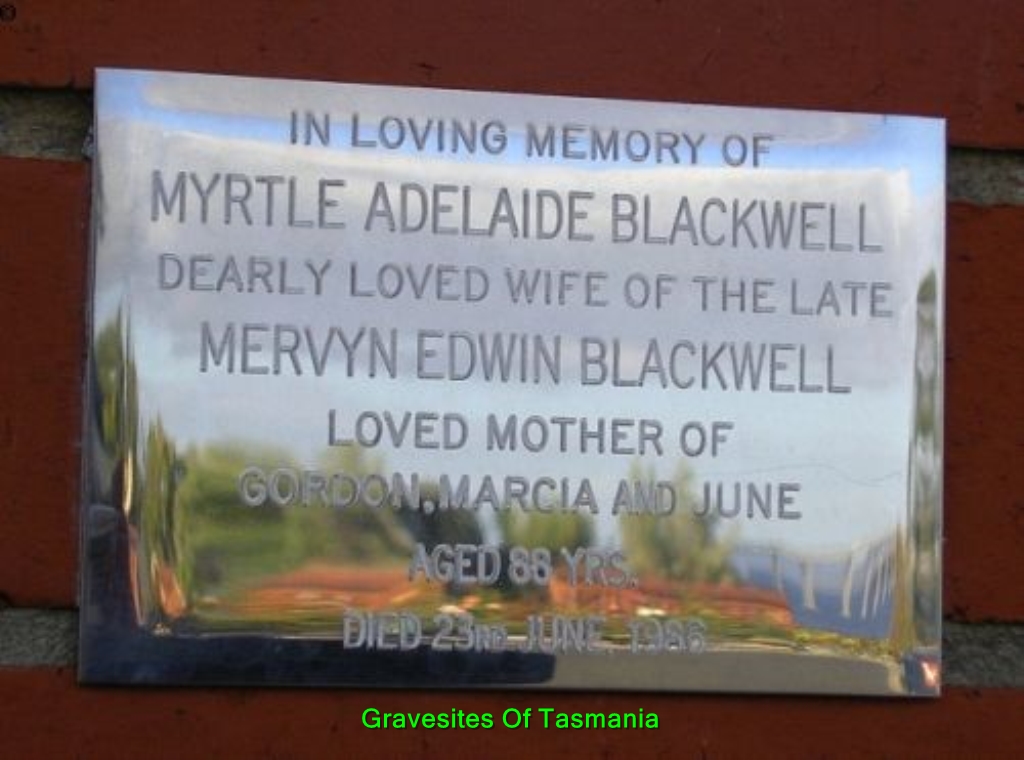 IN LOVING MEMORY OF
MYRTLE ADELAIDE BLACKWELL
DEARLY LOVED WIFE OF THE LATE
MERVYN EDWIN BLACKWELL
LOVED MOTHER OF
GORDON, MARCIA AND JUNE
AGED 88 YRS.
DIED 23RD JUNE, 1986
Gravesites Of Tasmania
©